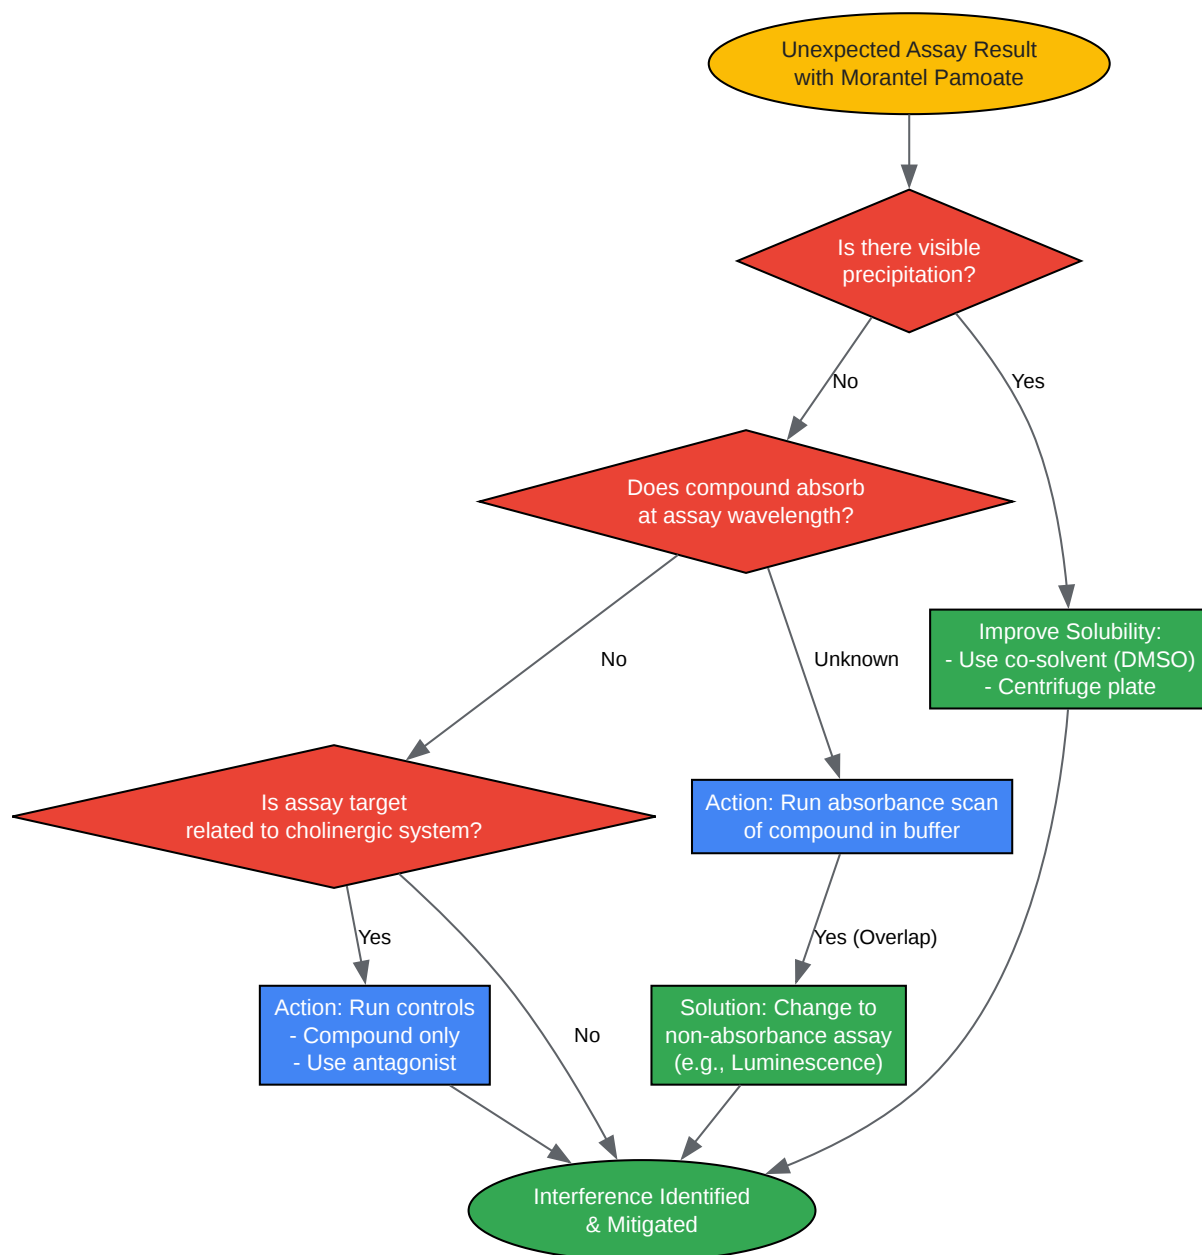 Unexpected Assay Result
with Morantel Pamoate
Is there visible
precipitation?
No
Yes
Does compound absorb
at assay wavelength?
No
Unknown
Improve Solubility:
- Use co-solvent (DMSO)
- Centrifuge plate
Is assay target
related to cholinergic system?
Action: Run absorbance scan
of compound in buffer
Yes
Yes (Overlap)
Action: Run controls
- Compound only
- Use antagonist
No
Solution: Change to
non-absorbance assay
(e.g., Luminescence)
Interference Identified
& Mitigated